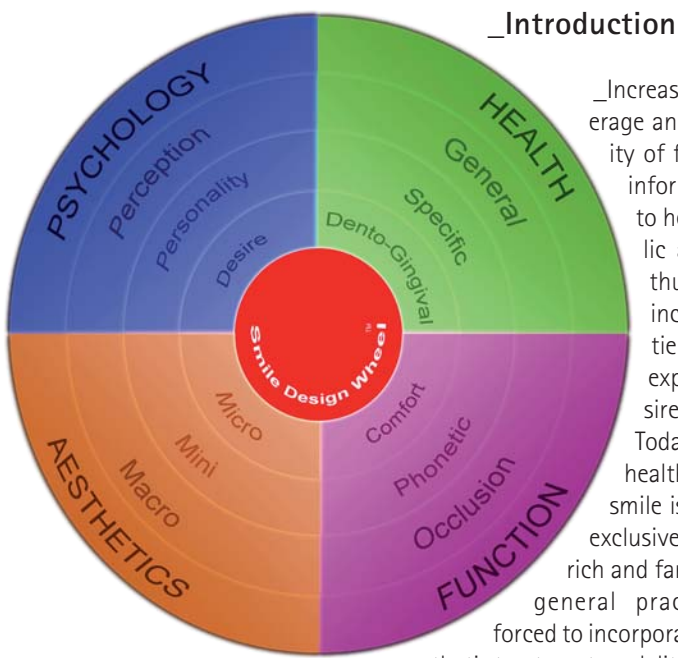 _Introduction
PSYCHOLOGY
Perception
Personality
Desire
HEALTH
General
Specific
Dento-Gingival
Smile Design Wheel™
AESTHETICS
Macro
Mini
Micro
FUNCTION
Occlusion
Phonetic
Comfort
_Increas
erage an
ity of f
infor
to he
lic a
thu
inc
tie
exp
sire
Toda
health
smile is
exclusive
rich and far
general prac
forced to incorpora